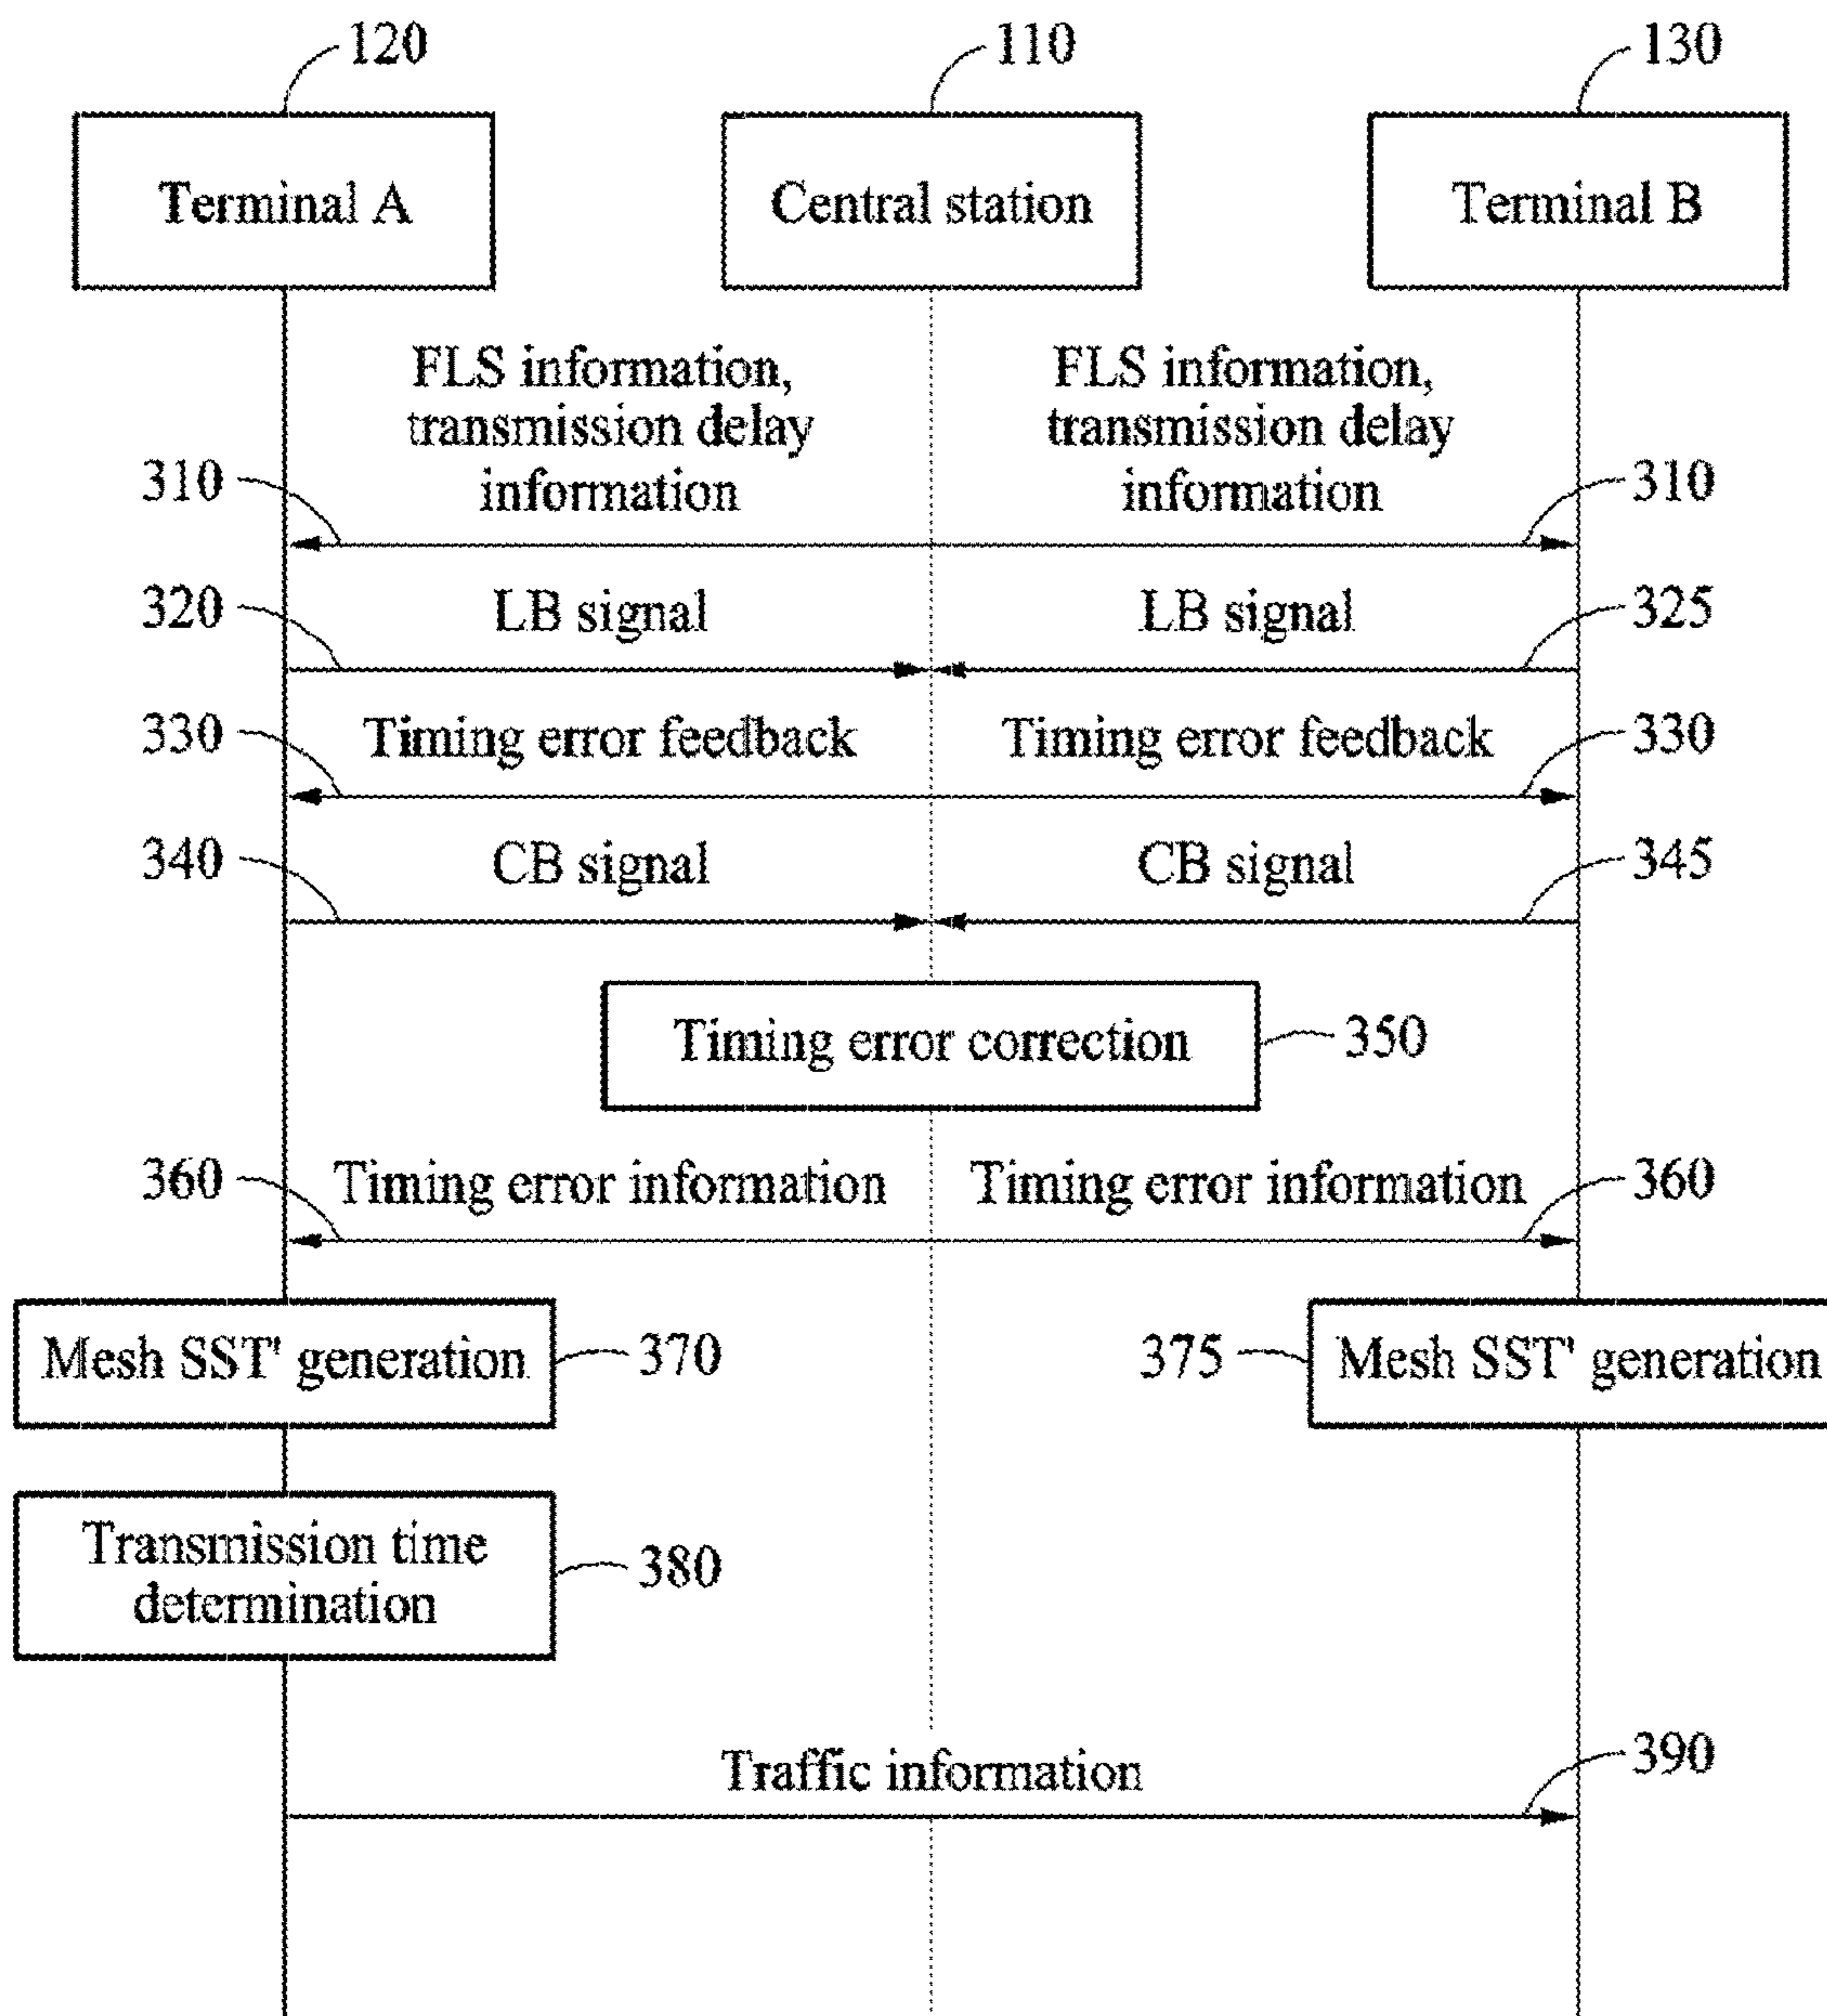 120
110
130
Terminal A
Central station
Terminal B
FLS information,
transmission delay
information
FLS information,
transmission delay
information
310
310
320
LB signal
LB signal
325
330
Timing error feedback
Timing error feedback
330
340
CB signal
CB signal
345
Timing error correction
350
360
Timing error information
Timing error information
360
Mesh SST' generation
370
375
Mesh SST' generation
Transmission time
determination
380
Traffic information
390